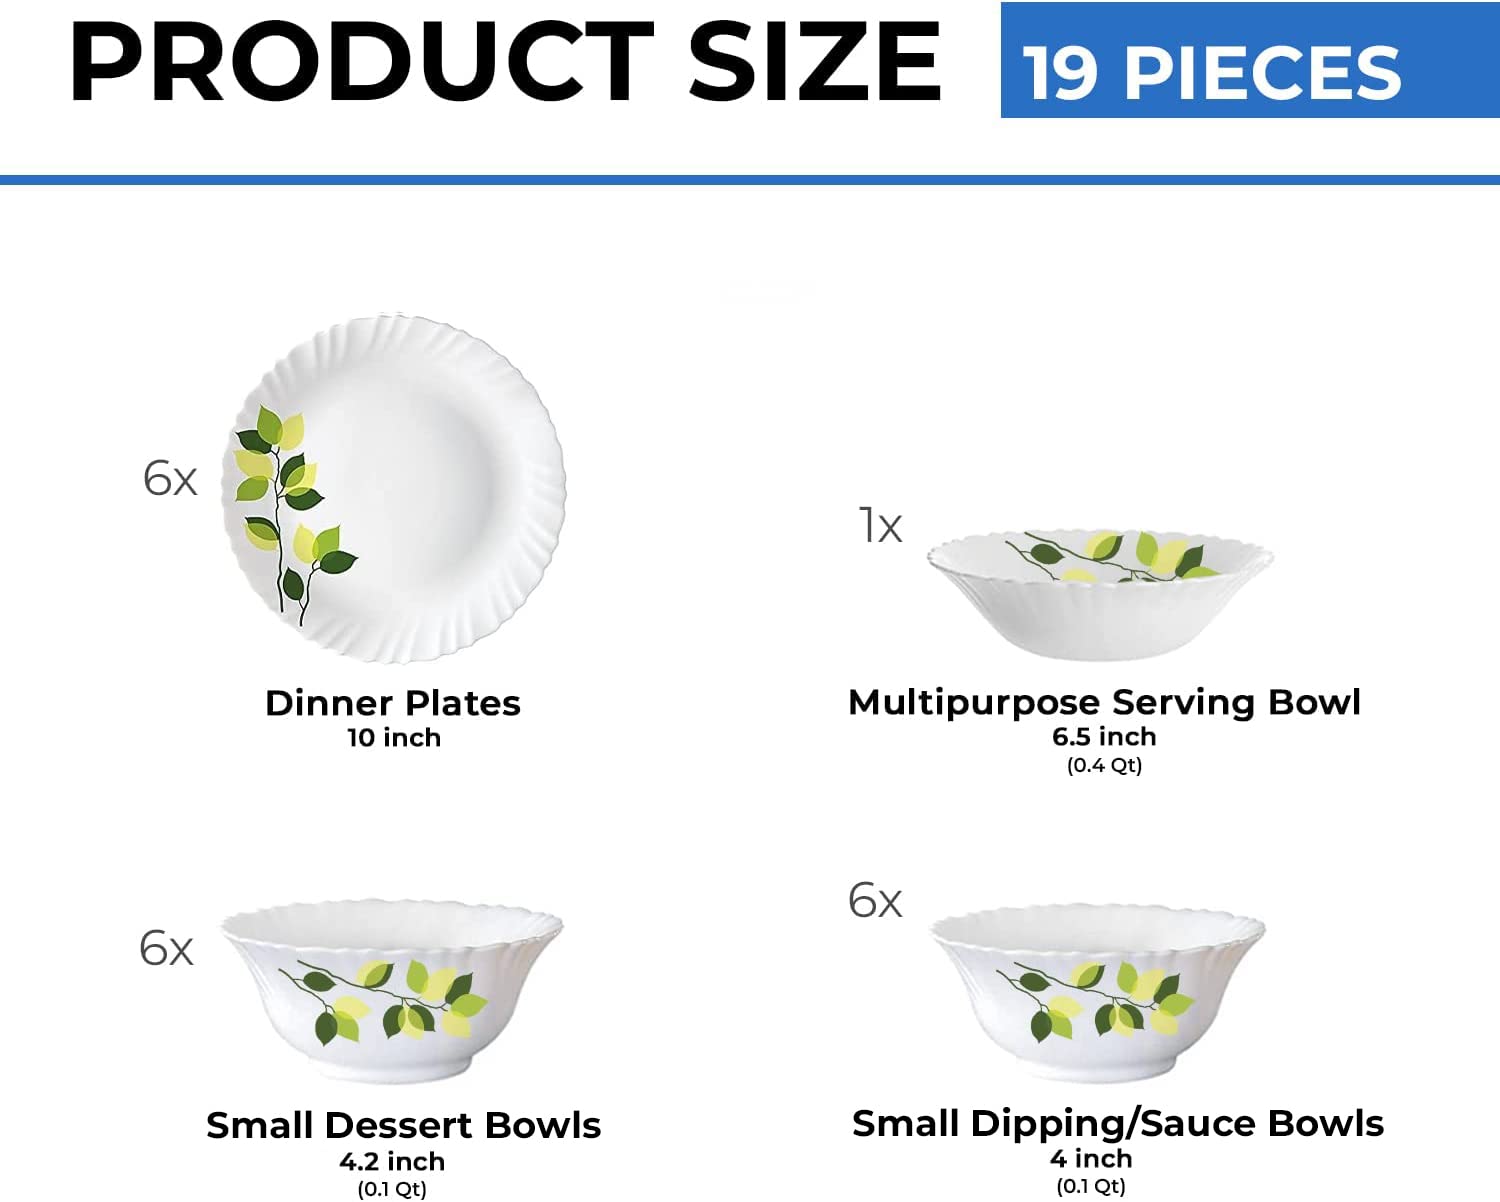 PRODUCT SIZE
19 PIECES
6x
Dinner Plates
10 inch
1x
Multipurpose Serving Bowl
6.5 inch
(0.4 Qt)
6x
Small Dessert Bowls
4.2 inch
(0.1 Qt)
6x
Small Dipping/Sauce Bowls
4 inch
(0.1 Qt)